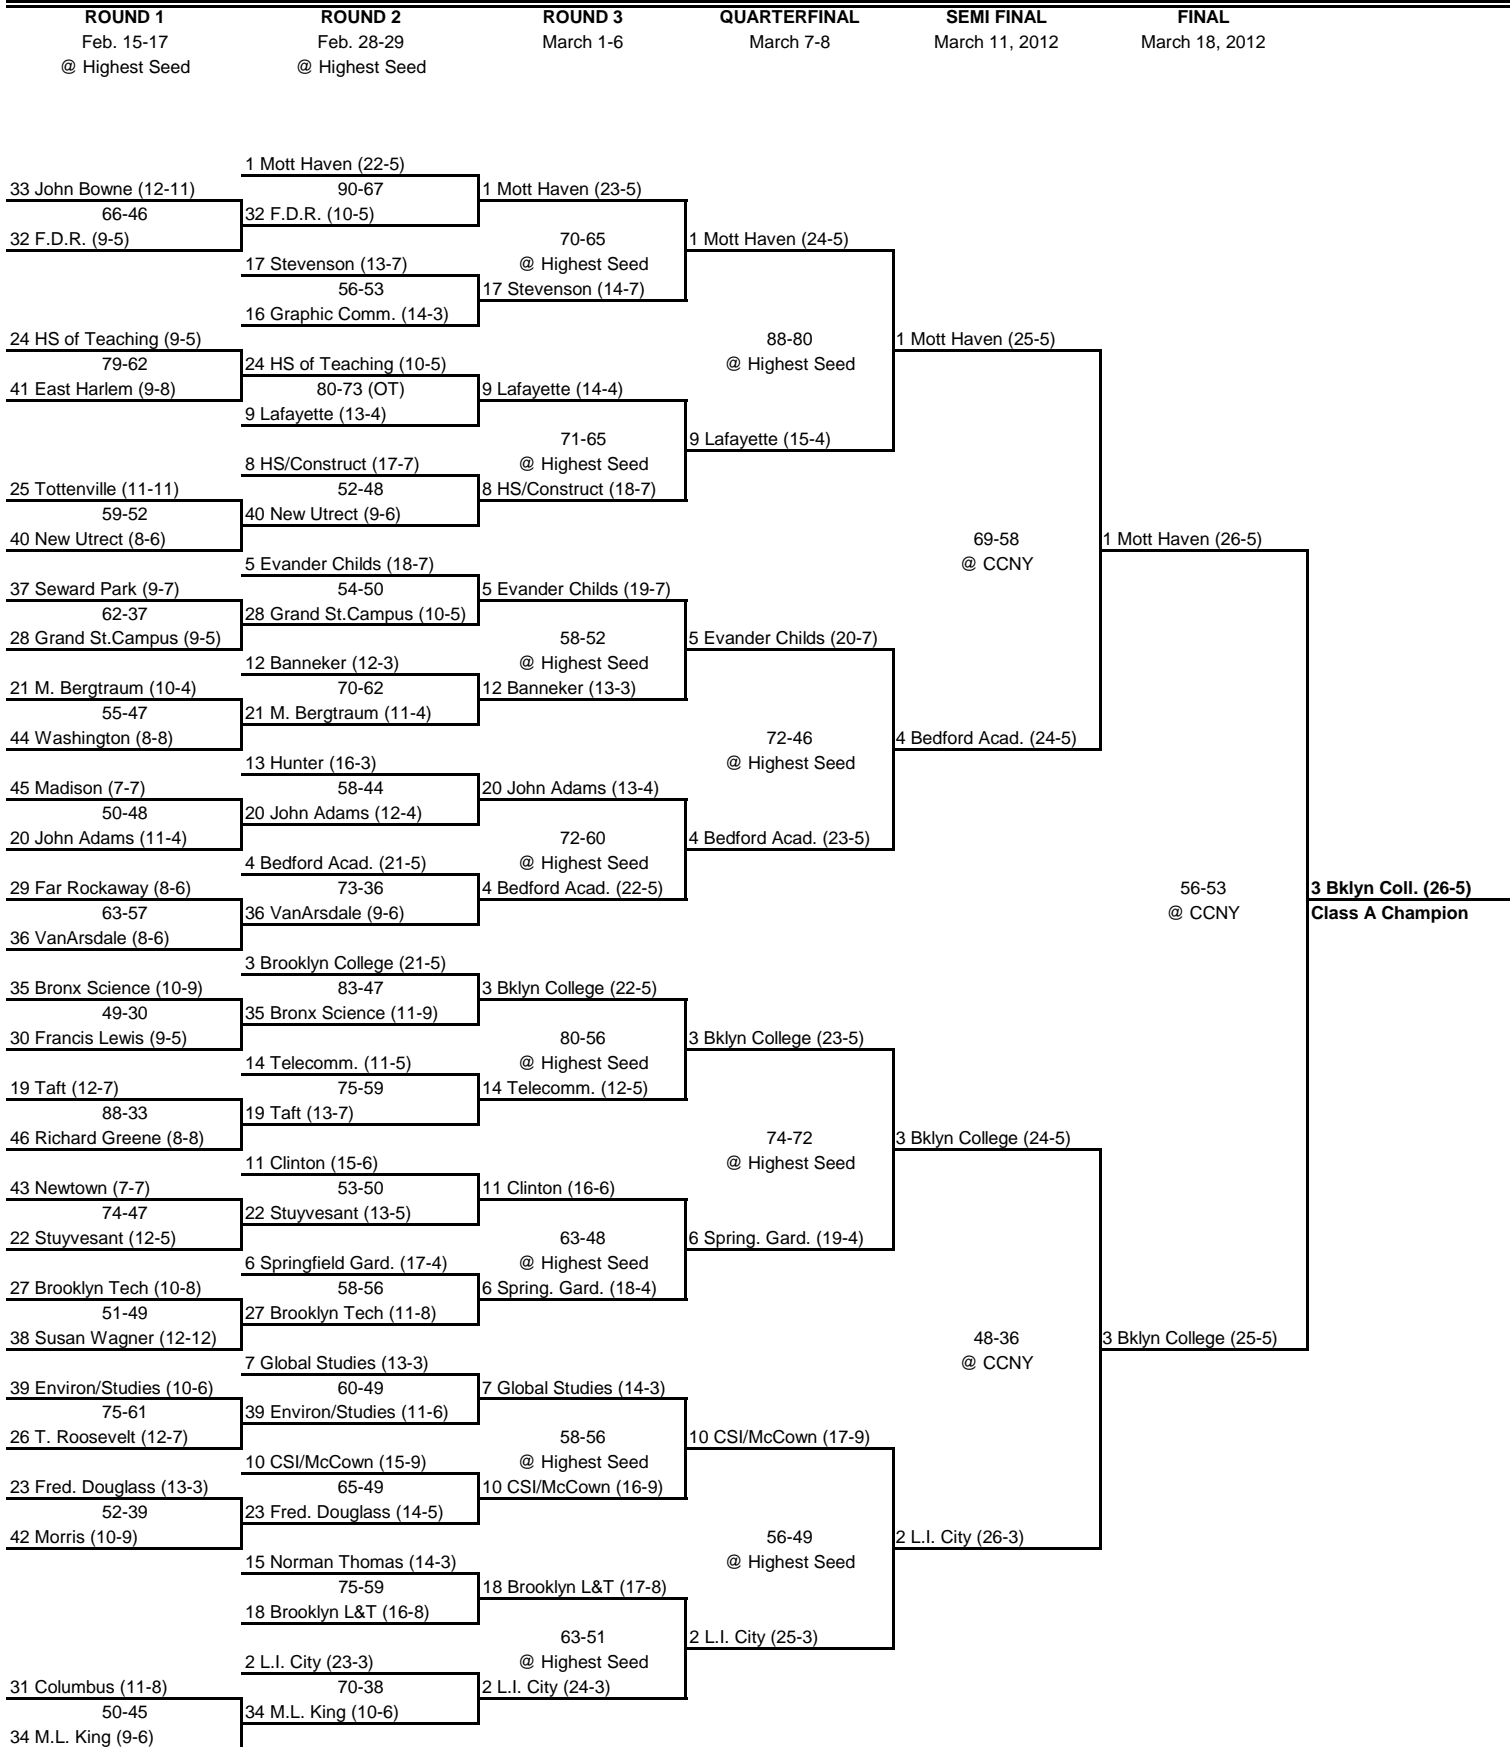 ROUND 1 ROUND 2 ROUND 3 QUARTERFINAL SEMI FINAL FINAL
Feb. 15-17 Feb. 28-29 March 1-6 March 7-8 March 11, 2012 March 18, 2012
@ Highest Seed @ Highest Seed
1 Mott Haven (22-5)
33 John Bowne (12-11) 90-67 1 Mott Haven (23-5)
66-46 32 F.D.R. (10-5)
32 F.D.R. (9-5) 70-65 1 Mott Haven (24-5)
17 Stevenson (13-7) @ Highest Seed
56-53 17 Stevenson (14-7)
16 Graphic Comm. (14-3)
24 HS of Teaching (9-5) 88-80 1 Mott Haven (25-5)
79-62 24 HS of Teaching (10-5) @ Highest Seed
41 East Harlem (9-8) 80-73 (OT) 9 Lafayette (14-4)
9 Lafayette (13-4)
71-65 9 Lafayette (15-4)
8 HS/Construct (17-7) @ Highest Seed
25 Tottenville (11-11) 52-48 8 HS/Construct (18-7)
59-52 40 New Utrect (9-6)
40 New Utrect (8-6) 69-58 1 Mott Haven (26-5)
5 Evander Childs (18-7) @ CCNY
37 Seward Park (9-7) 54-50 5 Evander Childs (19-7)
62-37 28 Grand St.Campus (10-5)
28 Grand St.Campus (9-5) 58-52 5 Evander Childs (20-7)
12 Banneker (12-3) @ Highest Seed
21 M. Bergtraum (10-4) 70-62 12 Banneker (13-3)
55-47 21 M. Bergtraum (11-4)
44 Washington (8-8) 72-46 4 Bedford Acad. (24-5)
13 Hunter (16-3) @ Highest Seed
45 Madison (7-7) 58-44 20 John Adams (13-4)
50-48 20 John Adams (12-4)
20 John Adams (11-4) 72-60 4 Bedford Acad. (23-5)
4 Bedford Acad. (21-5) @ Highest Seed
29 Far Rockaway (8-6) 73-36 4 Bedford Acad. (22-5) 56-53 3 Bklyn Coll. (26-5)
63-57 36 VanArsdale (9-6) @ CCNY Class A Champion
36 VanArsdale (8-6)
3 Brooklyn College (21-5)
35 Bronx Science (10-9) 83-47 3 Bklyn College (22-5)
49-30 35 Bronx Science (11-9)
30 Francis Lewis (9-5) 80-56 3 Bklyn College (23-5)
14 Telecomm. (11-5) @ Highest Seed
19 Taft (12-7) 75-59 14 Telecomm. (12-5)
88-33 19 Taft (13-7)
46 Richard Greene (8-8) 74-72 3 Bklyn College (24-5)
11 Clinton (15-6) @ Highest Seed
43 Newtown (7-7) 53-50 11 Clinton (16-6)
74-47 22 Stuyvesant (13-5)
22 Stuyvesant (12-5) 63-48 6 Spring. Gard. (19-4)
6 Springfield Gard. (17-4) @ Highest Seed
27 Brooklyn Tech (10-8) 58-56 6 Spring. Gard. (18-4)
51-49 27 Brooklyn Tech (11-8)
38 Susan Wagner (12-12) 48-36 3 Bklyn College (25-5)
7 Global Studies (13-3) @ CCNY
39 Environ/Studies (10-6) 60-49 7 Global Studies (14-3)
75-61 39 Environ/Studies (11-6)
26 T. Roosevelt (12-7) 58-56 10 CSI/McCown (17-9)
10 CSI/McCown (15-9) @ Highest Seed
23 Fred. Douglass (13-3) 65-49 10 CSI/McCown (16-9)
52-39 23 Fred. Douglass (14-5)
42 Morris (10-9) 56-49 2 L.I. City (26-3)
15 Norman Thomas (14-3) @ Highest Seed
75-59 18 Brooklyn L&T (17-8)
18 Brooklyn L&T (16-8)
63-51 2 L.I. City (25-3)
2 L.I. City (23-3) @ Highest Seed
31 Columbus (11-8) 70-38 2 L.I. City (24-3)
50-45 34 M.L. King (10-6)
34 M.L. King (9-6)